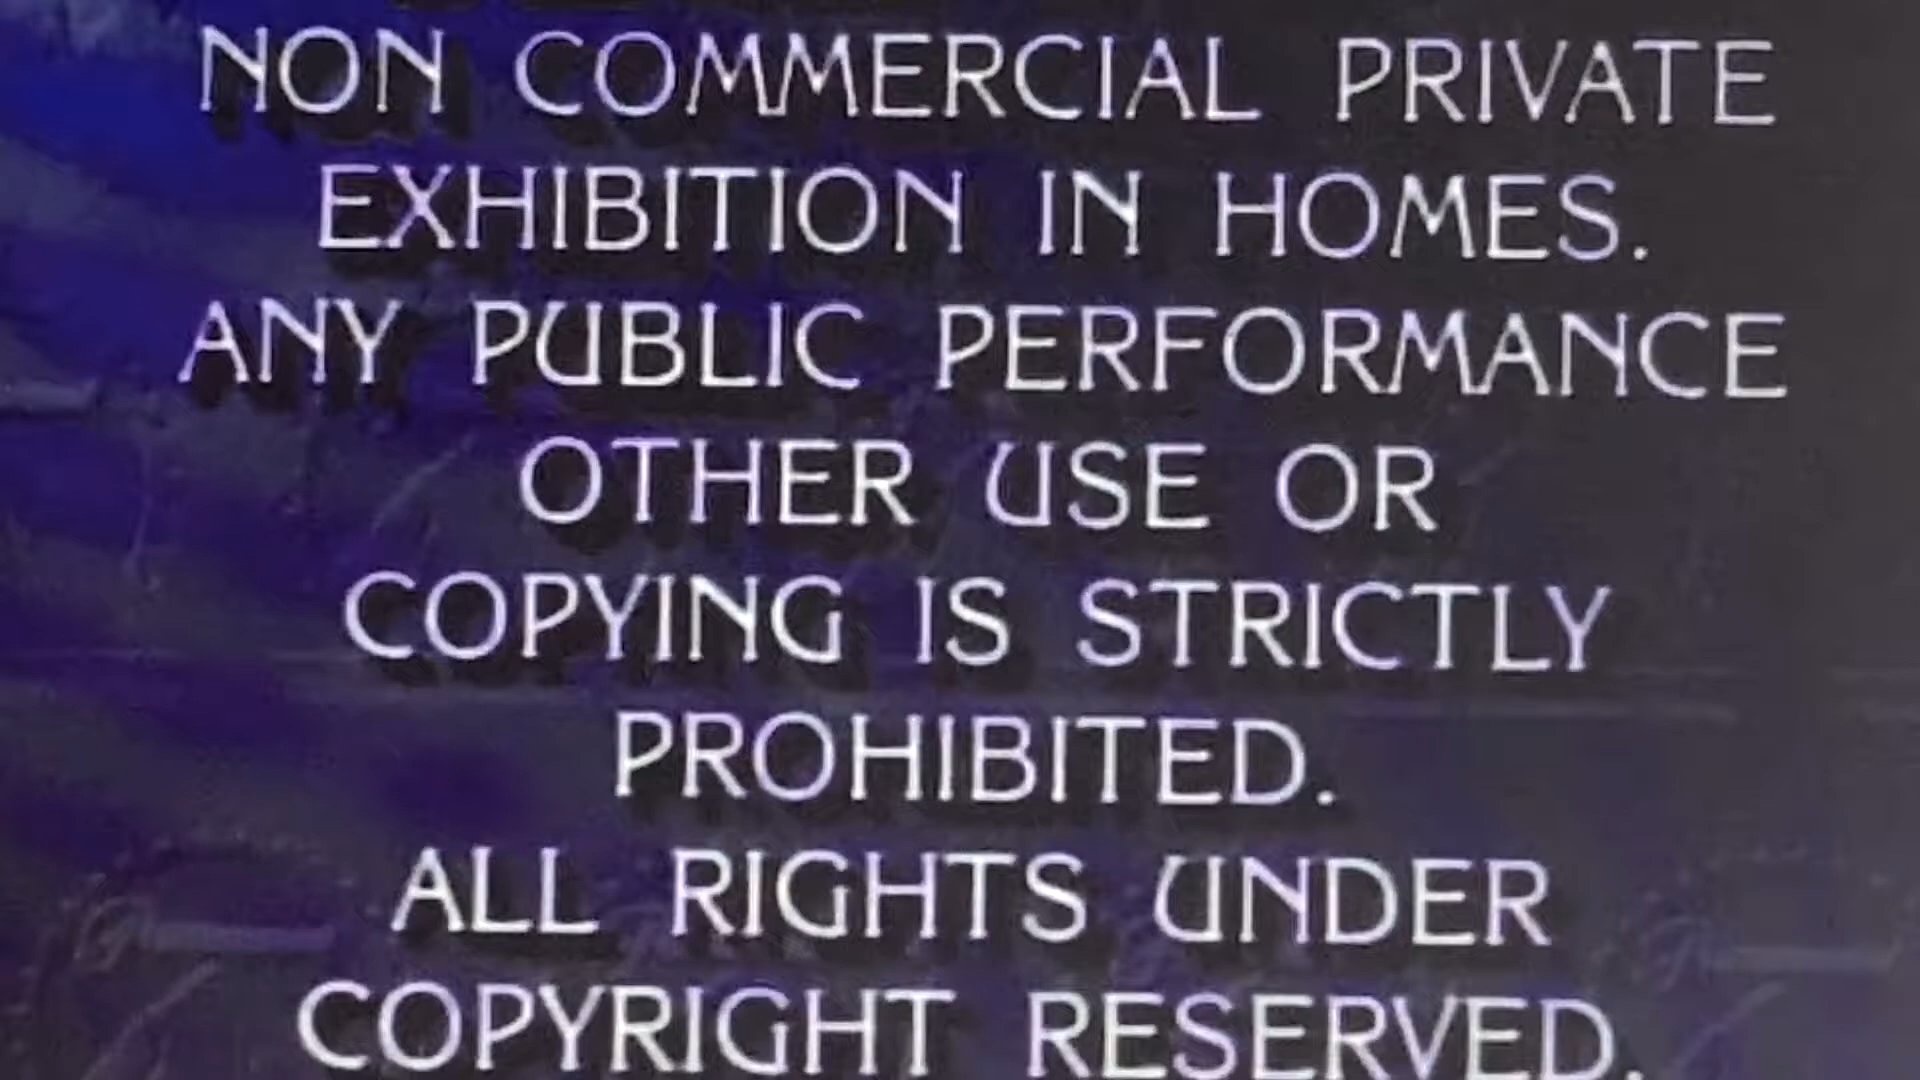 NON COMMERCIAL PRIVATE
EXHIBITION IN HOMES.
ANY PUBLIC PERFORMANCE
OTHER USE OR
COPYING IS STRICTLY
PROHIBITED.
ALL RIGHTS UNDER
COPYRIGHT RESERVED.